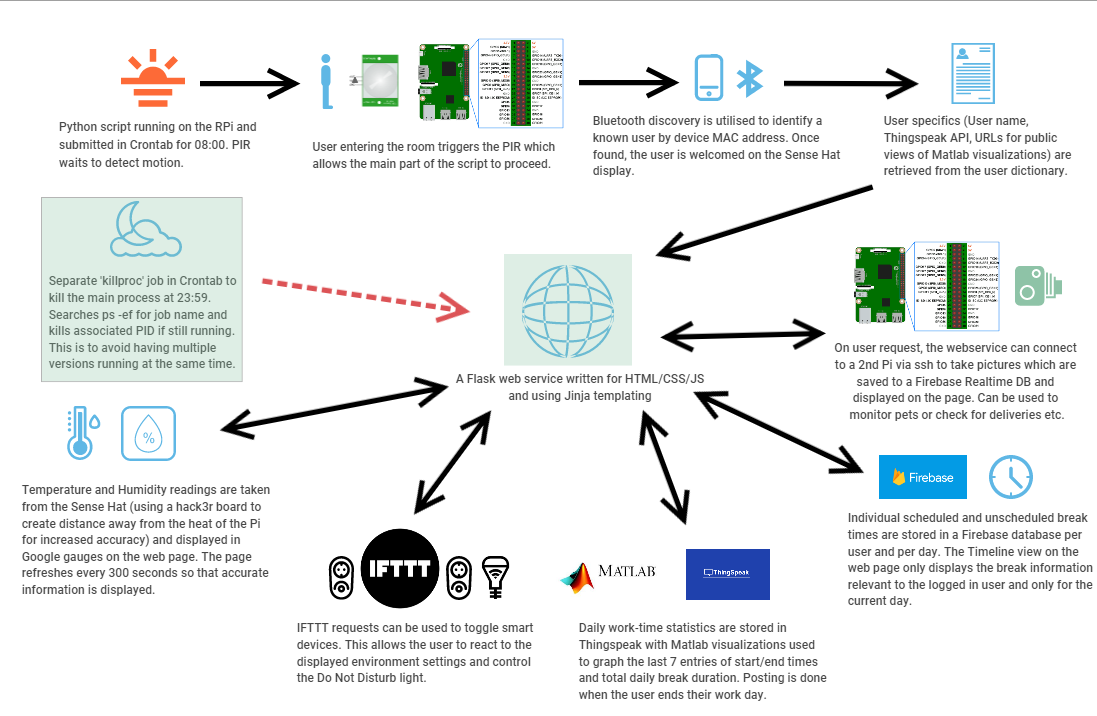 Python script running on the RPi and
submitted in Crontab for 08:00. PIR
waits to detect motion.
User entering the room triggers the PIR which
allows the main part of the script to proceed.
Bluetooth discovery is utilised to identify a
known user by device MAC address. Once
found, the user is welcomed on the Sense Hat
display.
User specifics (User name,
Thingspeak API, URLs for public
views of Matlab visualizations) are
retrieved from the user dictionary.
Separate 'killproc' job in Crontab to
kill the main process at 23:59.
Searches ps -ef for job name and
kills associated PID if still running.
This is to avoid having multiple
versions running at the same time.
A Flask web service written for HTML/CSS/JS
and using Jinja templating
On user request, the webservice can connect
to a 2nd Pi via ssh to take pictures which are
saved to a Firebase Realtime DB and
displayed on the page. Can be used to
monitor pets or check for deliveries etc.
%
Temperature and Humidity readings are taken
from the Sense Hat (using a hack3r board to
create distance away from the heat of the Pi
for increased accuracy) and displayed in
Google gauges on the web page. The page
refreshes every 300 seconds so that accurate
information is displayed.
IFTTT
IFTTT requests can be used to toggle smart
devices. This allows the user to react to the
displayed environment settings and control
the Do Not Disturb light.
MATLAB
ThingSpeak
Daily work-time statistics are stored in
Thingspeak with Matlab visualizations used
to graph the last 7 entries of start/end times
and total daily break duration. Posting is done
when the user ends their work day.
Firebase
Individual scheduled and unscheduled break
times are stored in a Firebase database per
user and per day. The Timeline view on the
web page only displays the break information
relevant to the logged in user and only for the
current day.